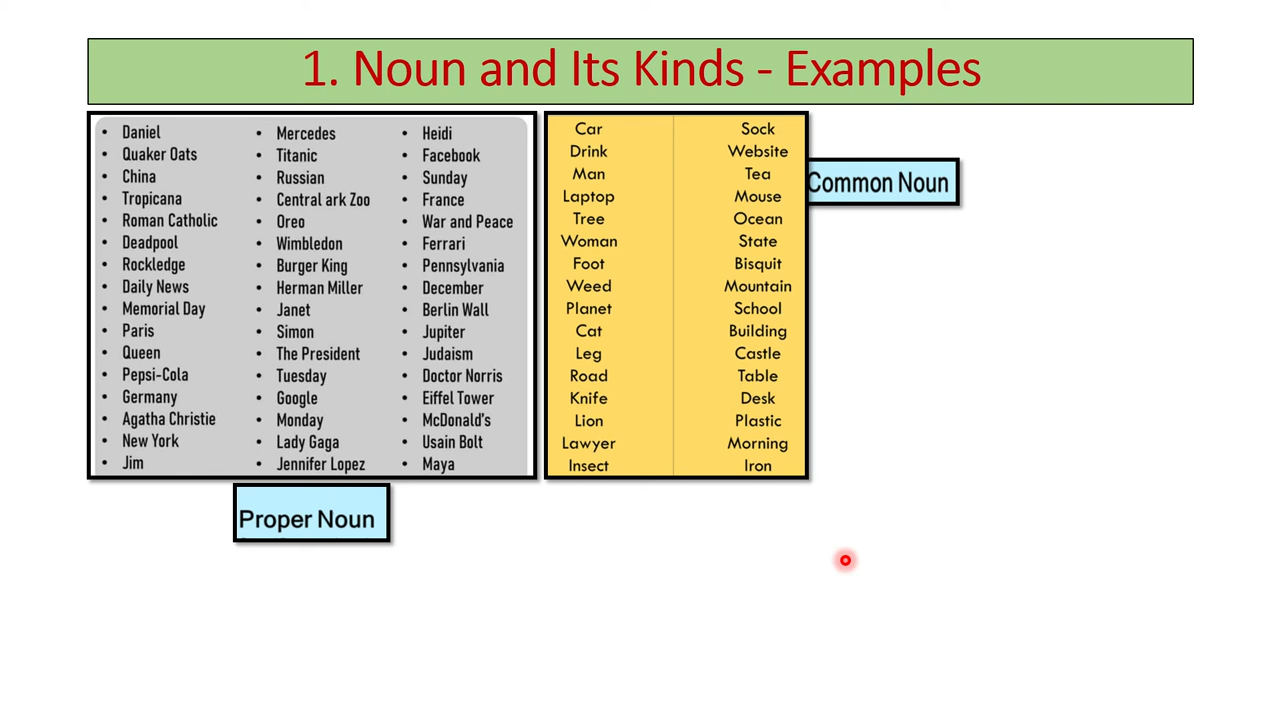 1. Noun and Its Kinds - Examples
• Daniel
• Quaker Oats
• China
• Tropicana
• Roman Catholic
• Deadpool
• Rockledge
• Daily News
• Memorial Day
• Paris
• Queen
• Pepsi-Cola
• Germany
• Agatha Christie
• New York
• Jim
• Mercedes
• Titanic
• Russian
• Central ark Zoo
• Oreo
• Wimbledon
• Burger King
• Herman Miller
• Janet
• Simon
• The President
• Tuesday
• Google
• Monday
• Lady Gaga
• Jennifer Lopez
• Heidi
• Facebook
• Sunday
• France
• War and Peace
• Ferrari
• Pennsylvania
• December
• Berlin Wall
• Jupiter
• Judaism
• Doctor Norris
• Eiffel Tower
• McDonald's
• Usain Bolt
• Maya
Proper Noun
Car
Drink
Man
Laptop
Tree
Woman
Foot
Weed
Planet
Cat
Leg
Road
Knife
Lion
Lawyer
Insect
Sock
Website
Tea
Mouse
Ocean
State
Bisquit
Mountain
School
Building
Castle
Table
Desk
Plastic
Morning
Iron
Common Noun